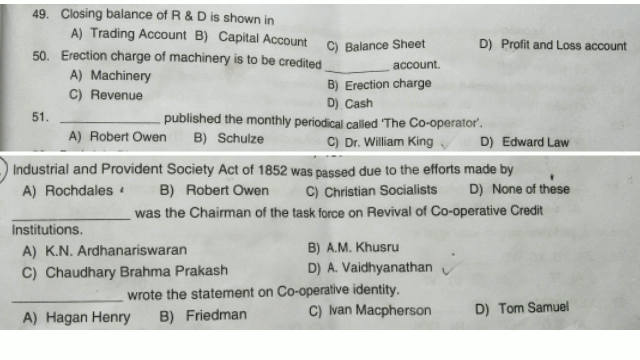 49. Closing balance of R & D is shown in
A) Trading Account B) Capital Account C) Balance Sheet D) Profit and Loss account
50. Erection charge of machinery is to be credited __________ account.
A) Machinery B) Erection charge
C) Revenue D) Cash
51. __________ published the monthly periodical called 'The Co-operator'.
A) Robert Owen B) Schulze C) Dr. William King D) Edward Law
Industrial and Provident Society Act of 1852 was passed due to the efforts made by
A) Rochdales B) Robert Owen C) Christian Socialists D) None of these
__________ was the Chairman of the task force on Revival of Co-operative Credit
Institutions.
A) K.N. Ardhanariswaran B) A.M. Khusru
C) Chaudhary Brahma Prakash D) A. Vaidhyanathan
__________ wrote the statement on Co-operative identity.
A) Hagan Henry B) Friedman C) Ivan Macpherson D) Tom Samuel